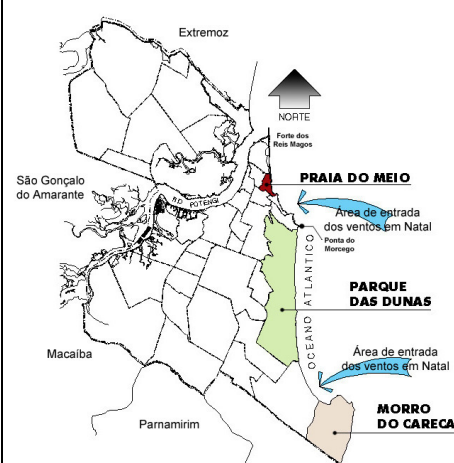 Extremoz
NORTE
Forte dos
Reis Magos
PRAIA DO MEIO
São Gonçalo
do Amarante
RIO POTENGI
Área de entrada
dos ventos em Natal
Ponta do
Morcego
PARQUE
DAS DUNAS
OCEANO ATLANTICO
Área de entrada
dos ventos em Natal
Macaíba
MORRO
DO CARECA
Parnamirim